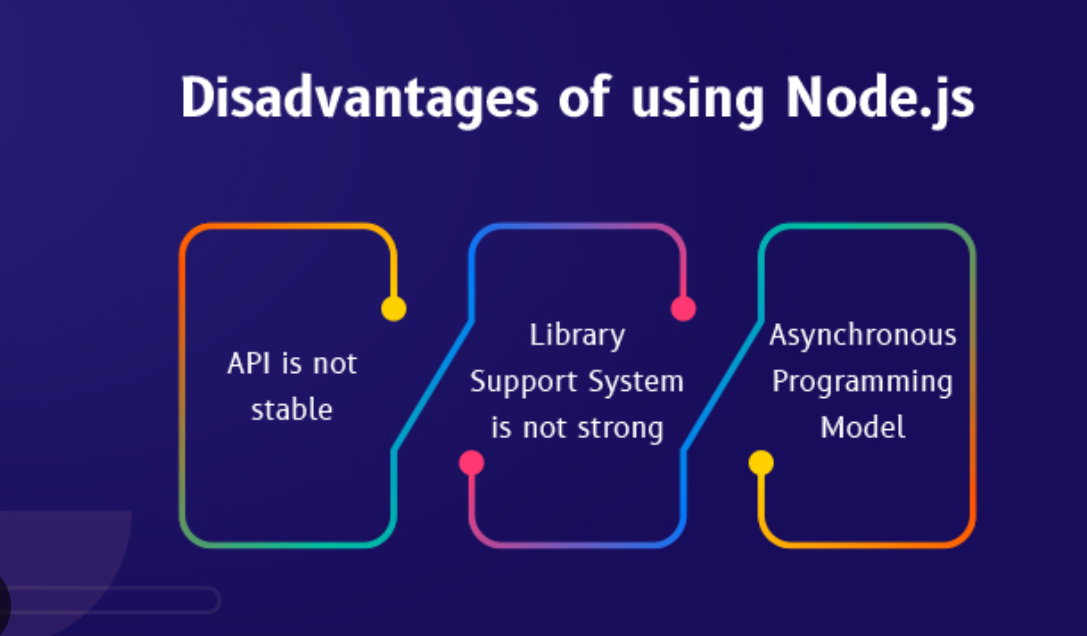 Disadvantages of using Node.js
API is not
stable
Library
Support System
is not strong
Asynchronous
Programming
Model